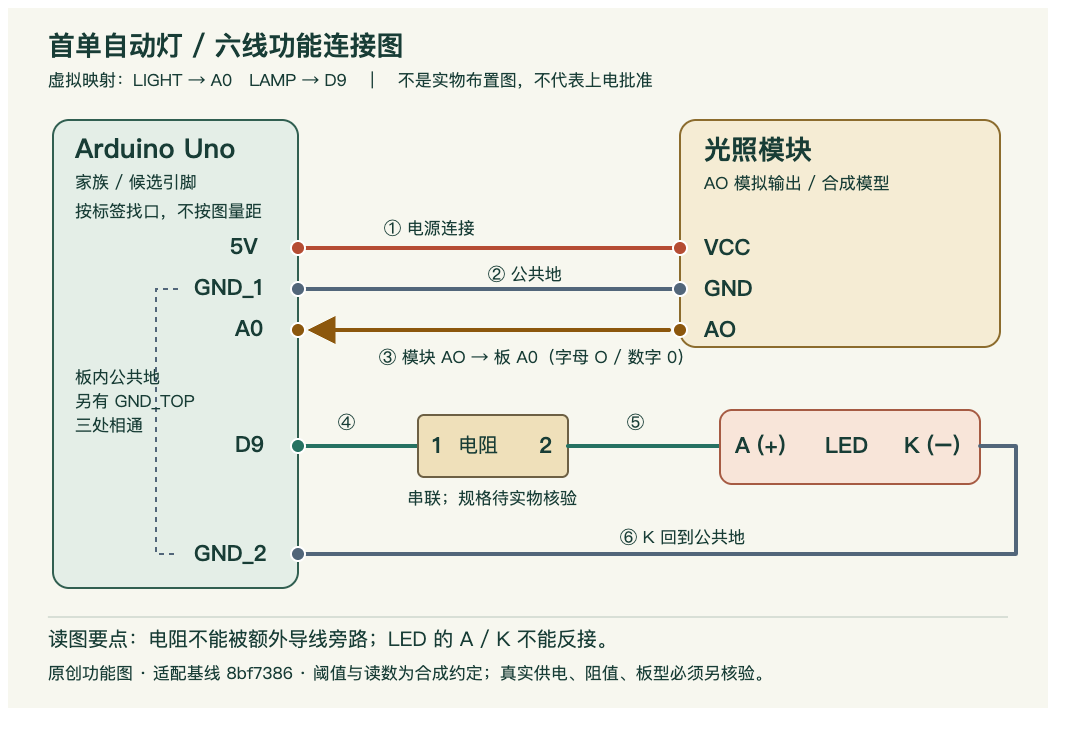 首单自动灯 / 六线功能连接图
虚拟映射：LIGHT → A0 LAMP → D9 | 不是实物布置图，不代表上电批准
Arduino Uno
家族 / 候选引脚
按标签找口，不按图量距
光照模块
AO 模拟输出 / 合成模型
① 电源连接
5V
VCC
② 公共地
GND_1
GND
A0
AO
③ 模块 AO → 板 A0（字母 O / 数字 0）
板内公共地
另有 GND_TOP
三处相通
④
⑤
D9
1 电阻 2
A (+) LED K (−)
串联；规格待实物核验
⑥ K 回到公共地
GND_2
读图要点：电阻不能被额外导线旁路；LED 的 A / K 不能反接。
原创功能图 · 适配基线 8bf7386 · 阈值与读数为合成约定；真实供电、阻值、板型必须另核验。